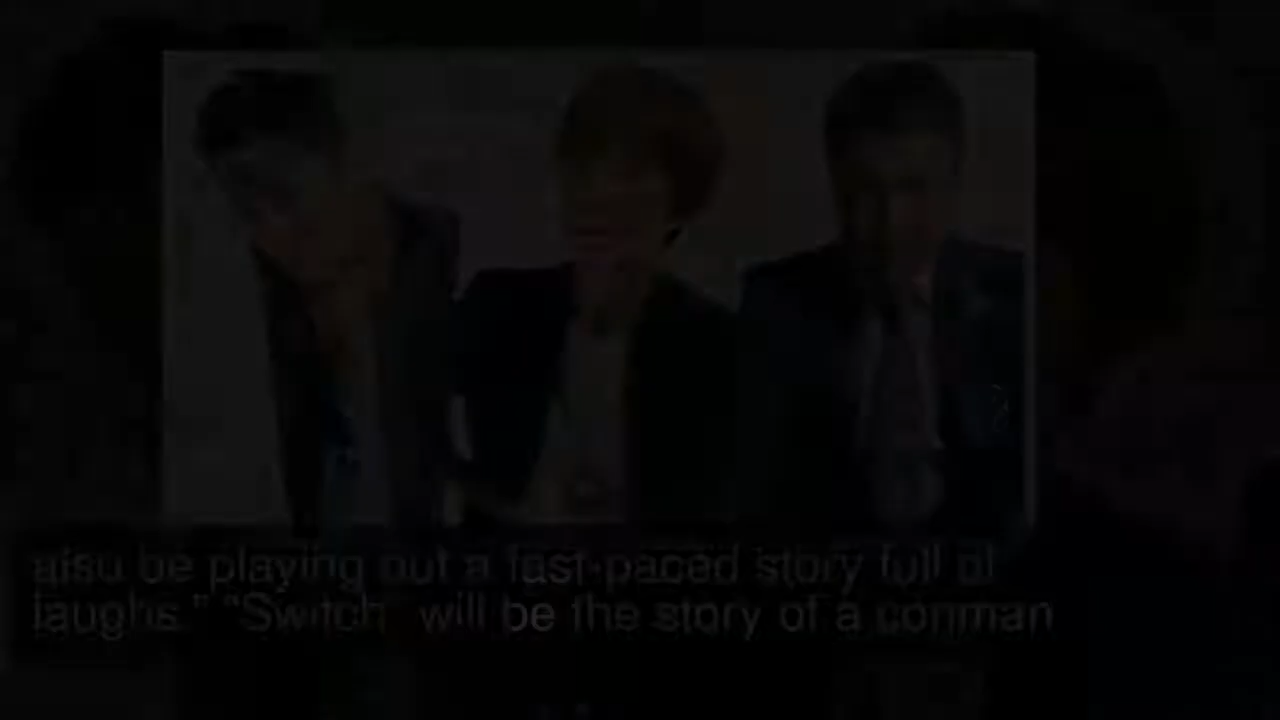 also be playing out a fast-paced story full of
laughs." "Switch" will be the story of a conman